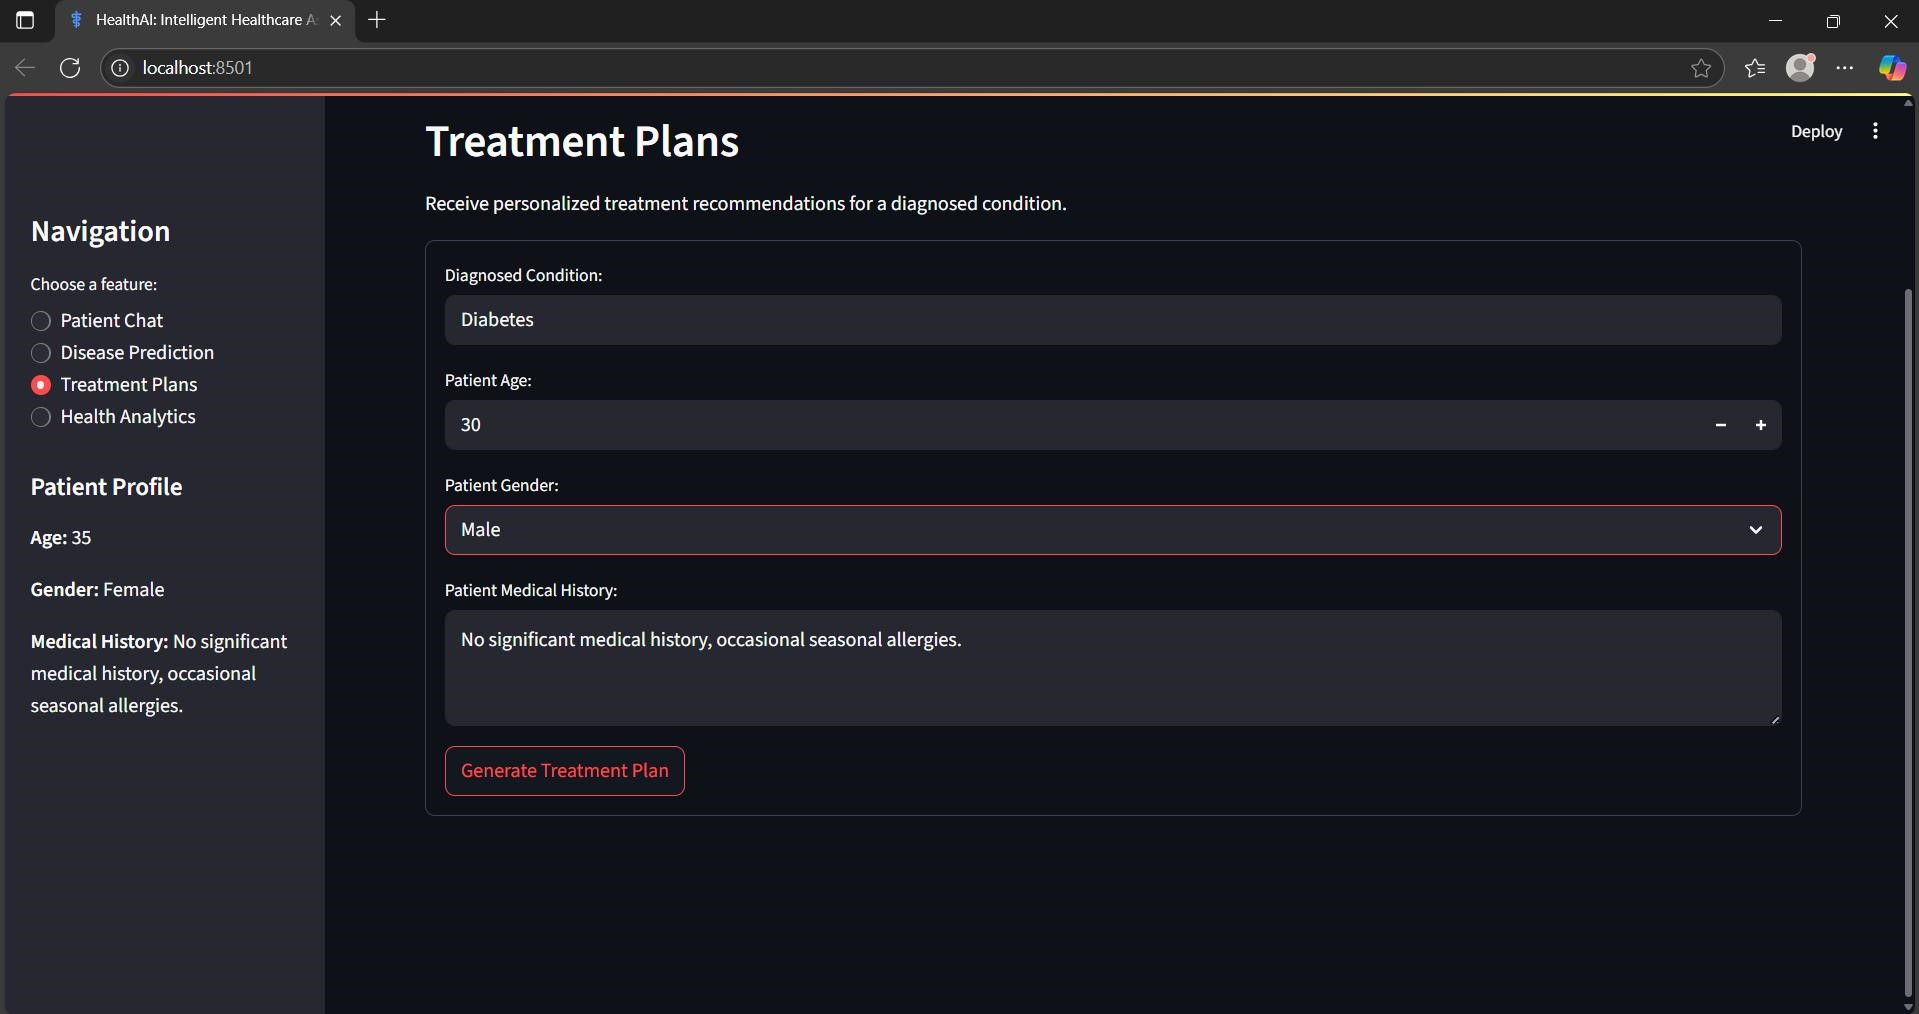 HealthAI: Intelligent Healthcare A
localhost:8501
Deploy
Navigation
Choose a feature:
Patient Chat
Disease Prediction
Treatment Plans
Health Analytics
Patient Profile
Age: 35
Gender: Female
Medical History: No significant
medical history, occasional
seasonal allergies.
Treatment Plans
Receive personalized treatment recommendations for a diagnosed condition.
Diagnosed Condition:
Diabetes
Patient Age:
30
Patient Gender:
Male
Patient Medical History:
No significant medical history, occasional seasonal allergies.
Generate Treatment Plan